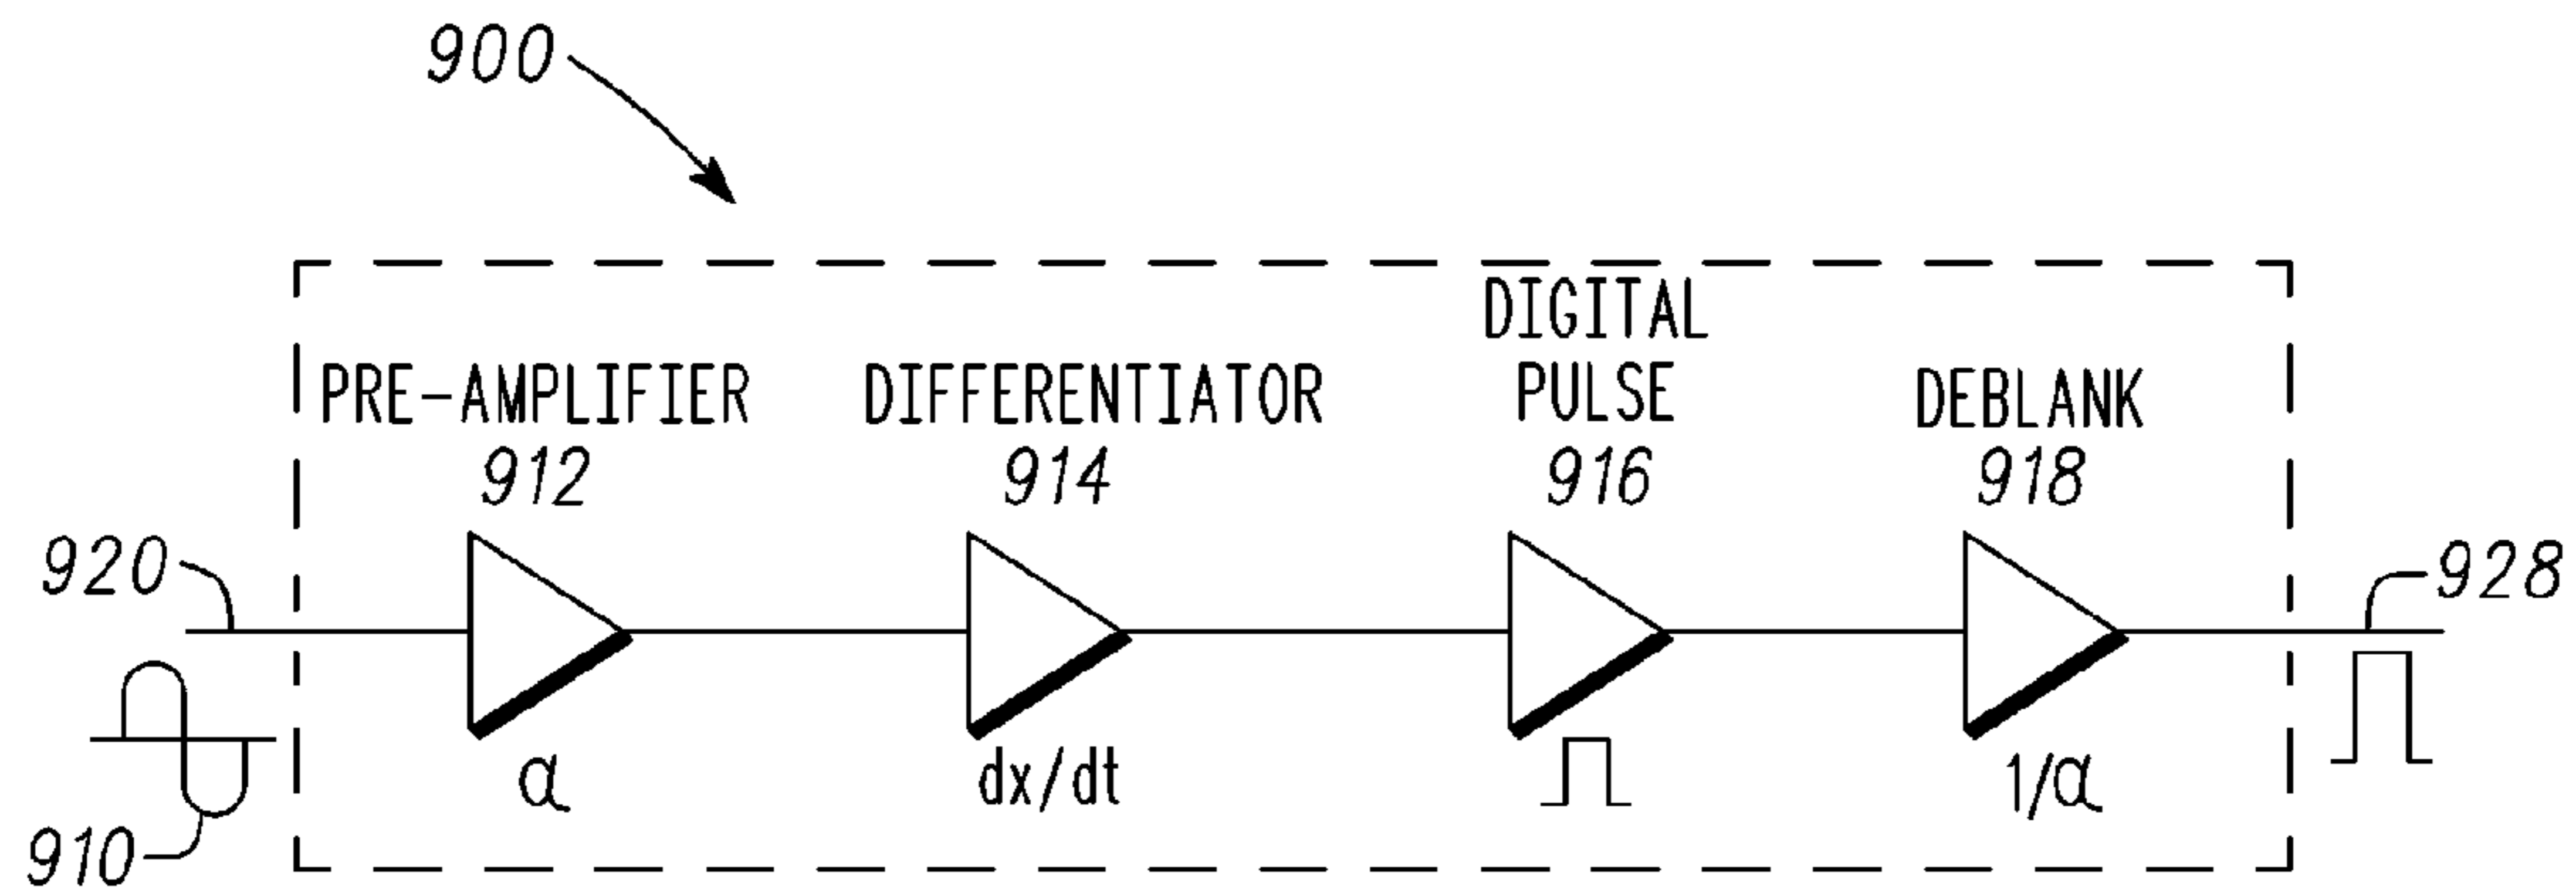 900
DIGITAL
PRE-AMPLIFIER DIFFERENTIATOR PULSE DEBLANK
912 914 916 918
920 928
α dx/dt 1/α
910